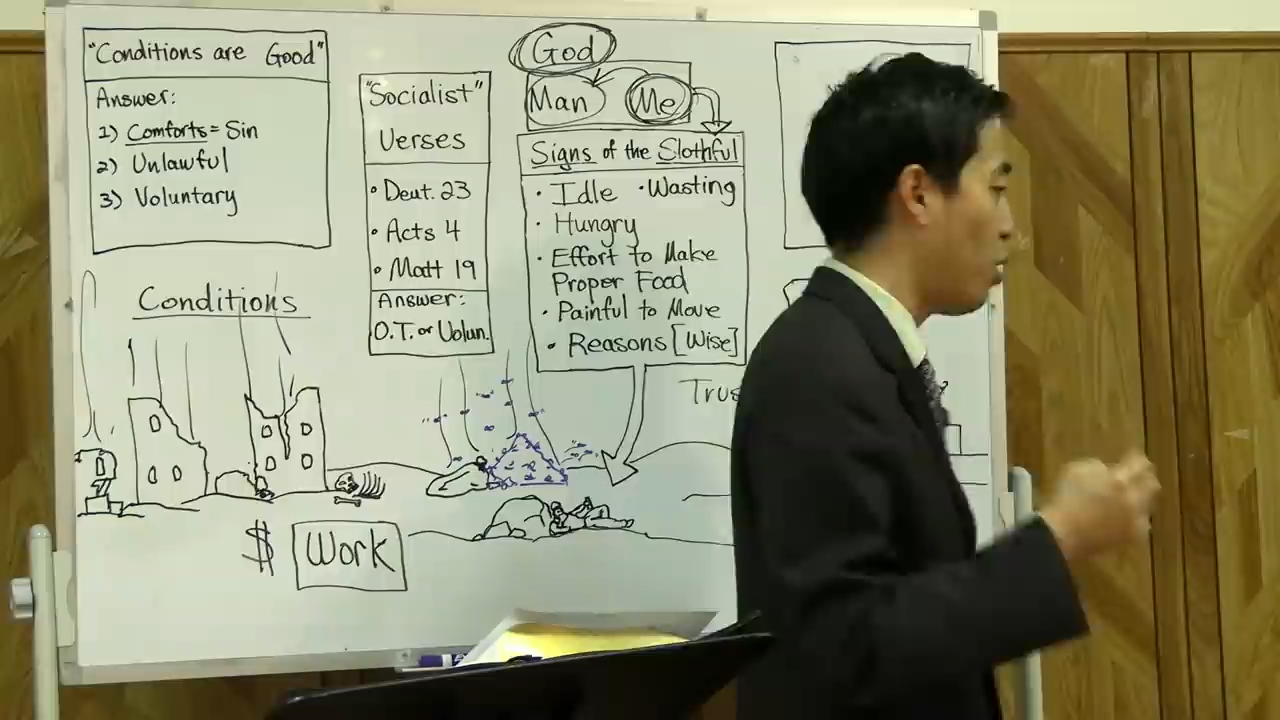 "Conditions are Good"
Answer:
1) Comforts = Sin
2) Unlawful
3) Voluntary
Conditions
"Socialist"
Verses
• Deut. 23
• Acts 4
• Matt 19
Answer:
O.T. or Volun.
God
Man Me
Signs of the Slothful
• Idle • Wasting
• Hungry
• Effort to Make
Proper Food
• Painful to Move
• Reasons [Wise]
$ Work